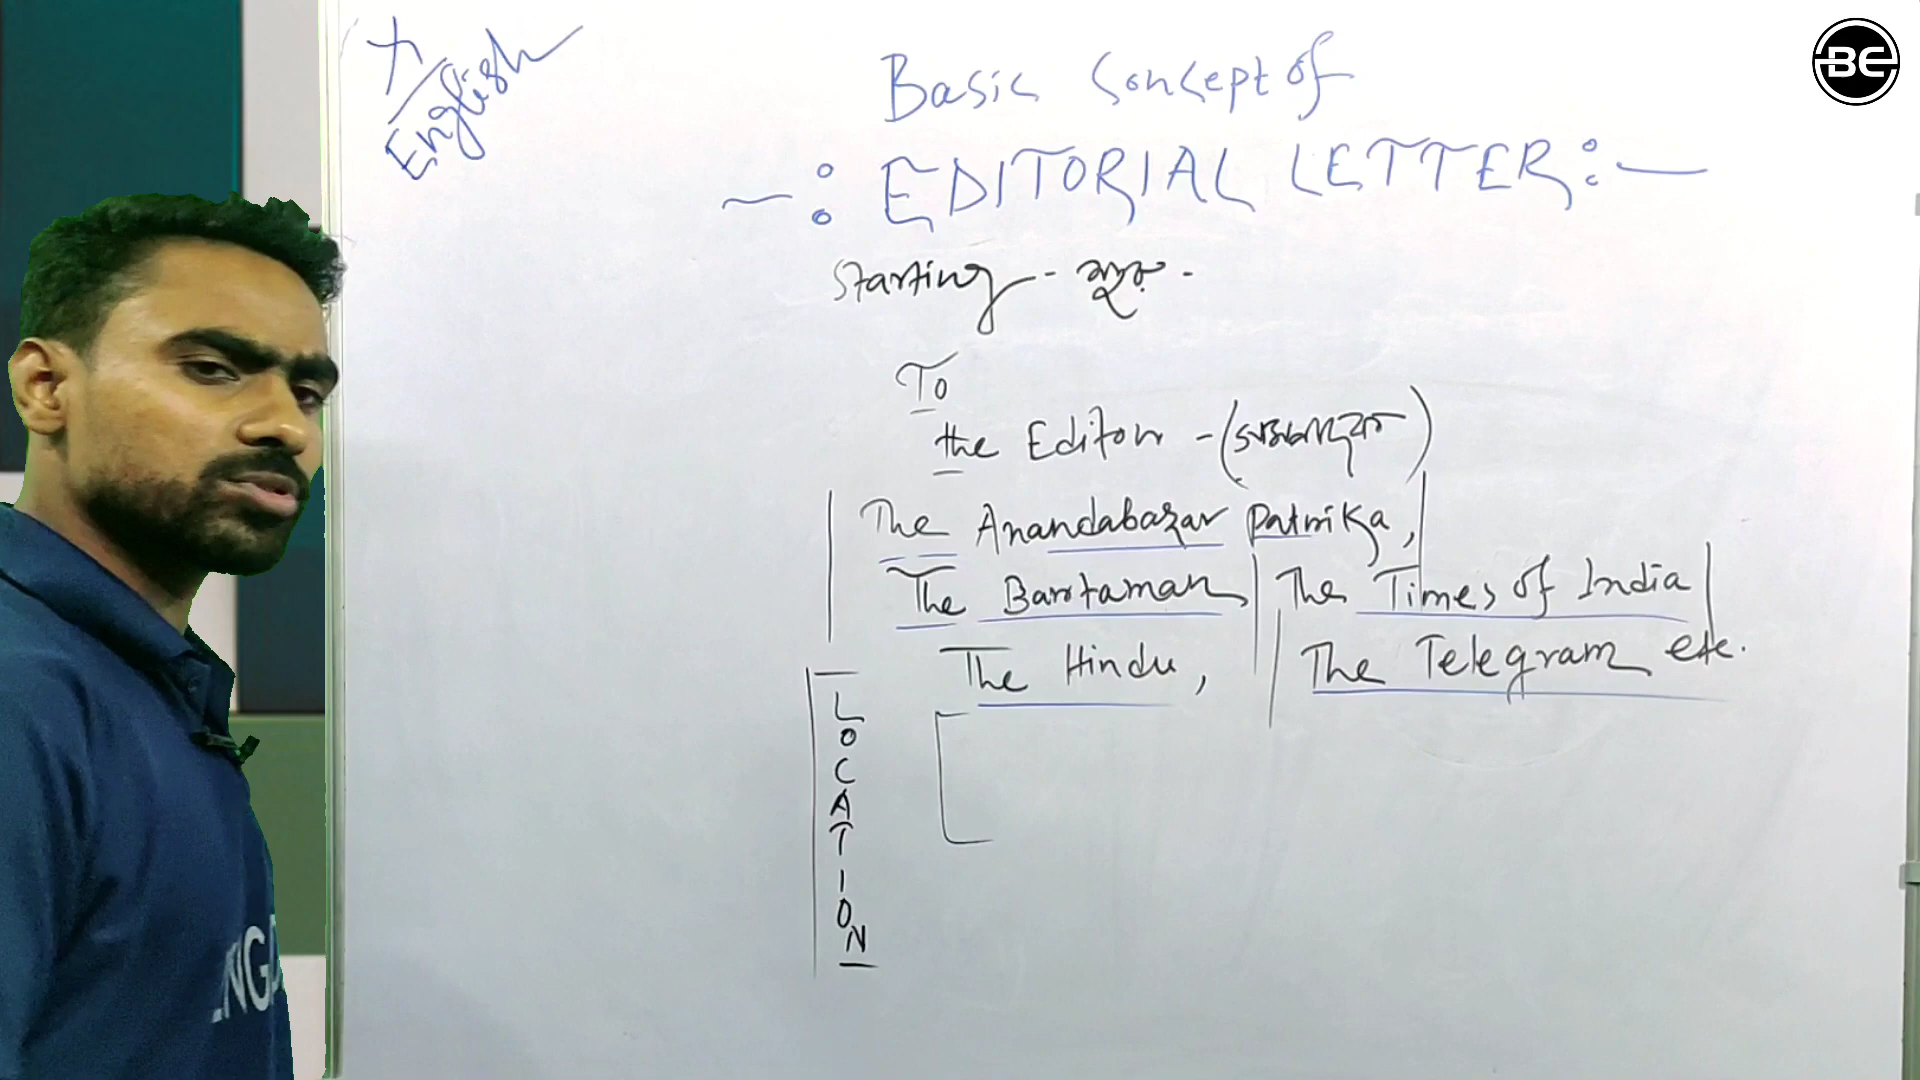 English
Basic Concept of
—: EDITORIAL LETTER :—
Starting - শুরু -
To
the Editor - (সম্পাদক)
The Anandabazar Patrika,
The Bartaman, The Times of India
The Hindu, The Telegram etc.
LOCATION
BE
NG